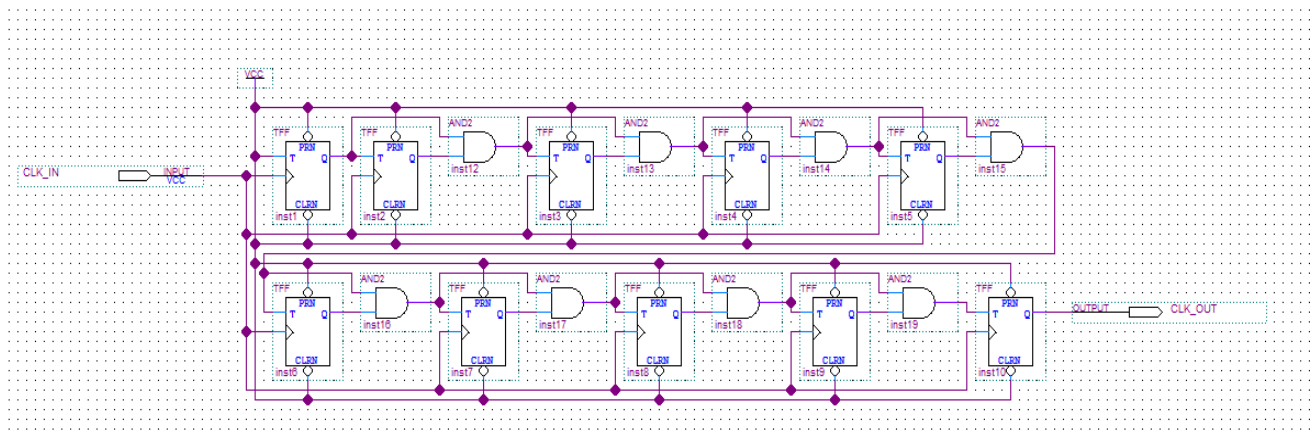 VCC
TFF TFF AND2 TFF AND2 TFF AND2 TFF AND2
PRN PRN PRN PRN PRN
T Q T Q T Q T Q T Q
CLK_IN INPUT VCC
inst12 inst13 inst14 inst15
CLRN CLRN CLRN CLRN CLRN
inst1 inst2 inst3 inst4 inst5
TFF AND2 TFF AND2 TFF AND2 TFF AND2 TFF
PRN PRN PRN PRN PRN
T Q T Q T Q T Q T Q
OUTPUT CLK_OUT
inst16 inst17 inst18 inst19
CLRN CLRN CLRN CLRN CLRN
inst6 inst7 inst8 inst9 inst10